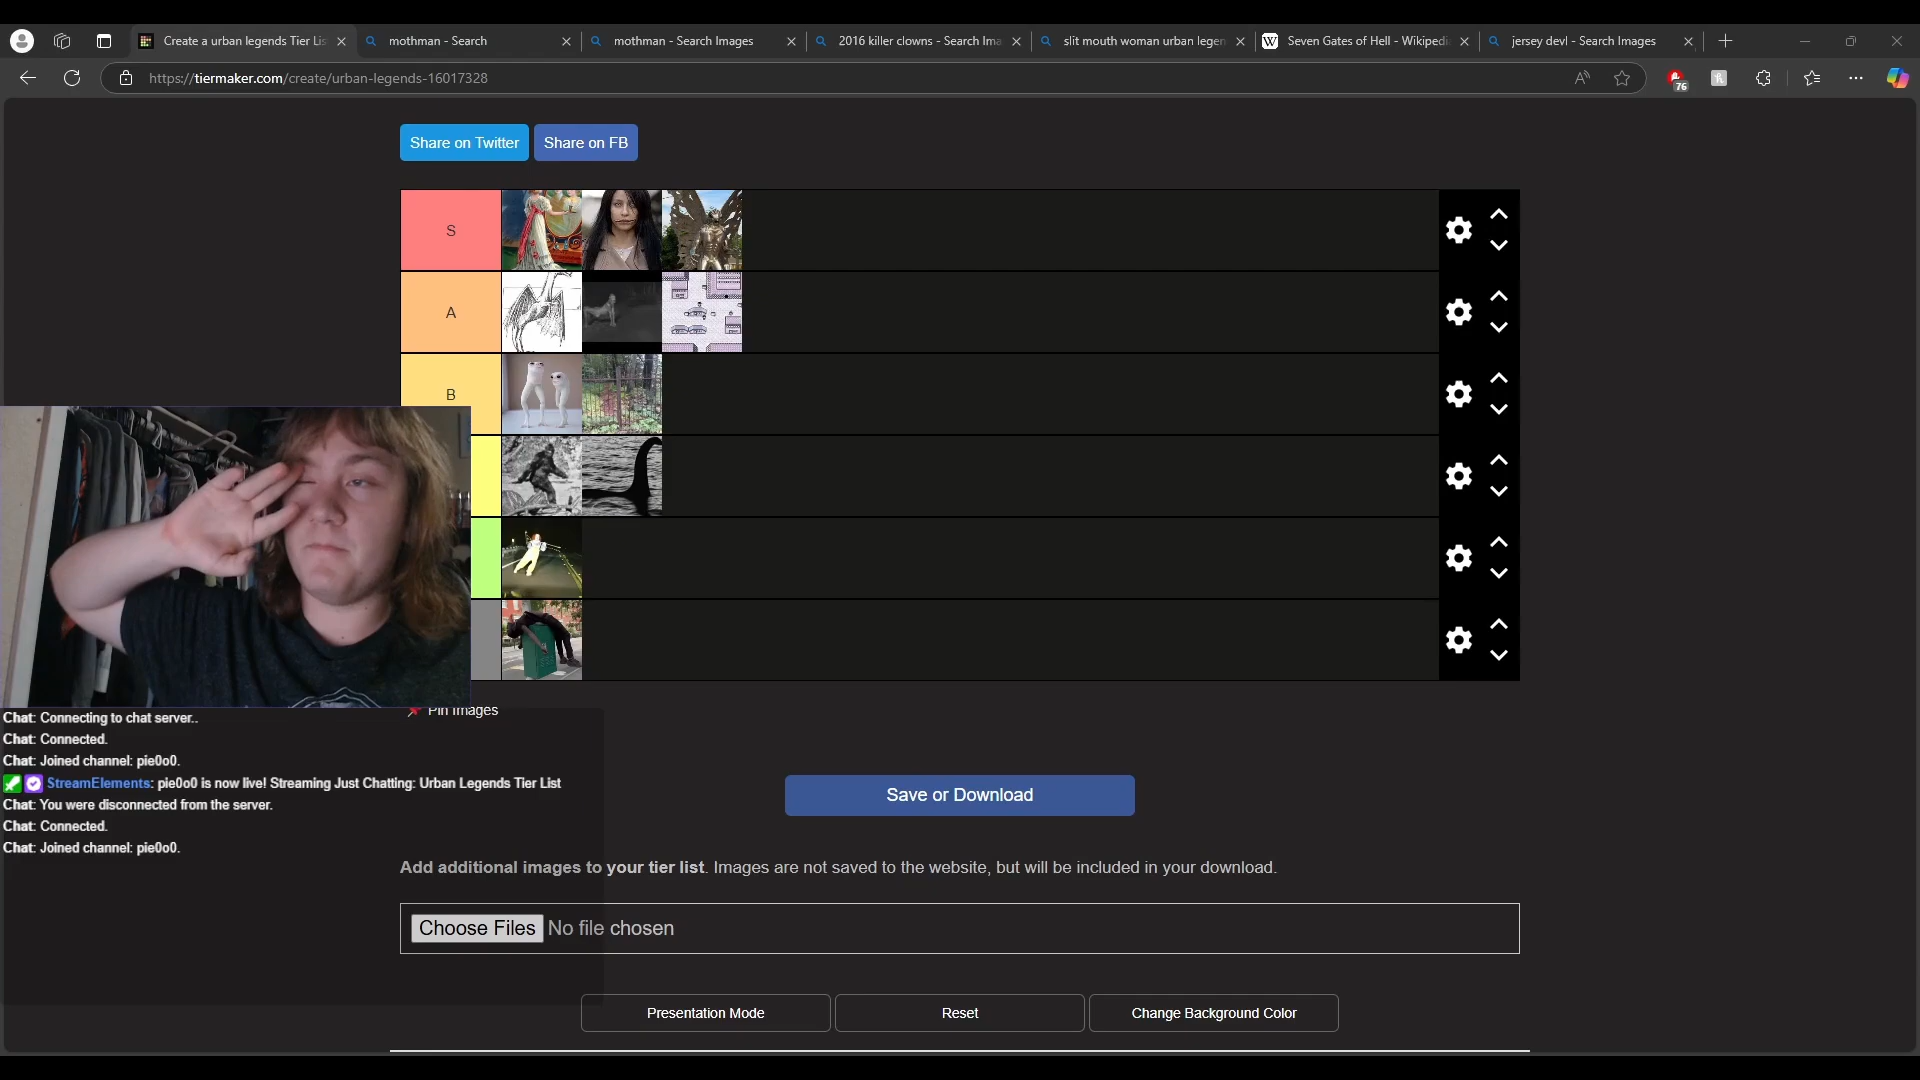 Create a urban legends Tier Lis
mothman - Search
mothman - Search Images
2016 killer clowns - Search Ima
slit mouth woman urban legen
W Seven Gates of Hell - Wikipedi
jersey devl - Search Images
https://tiermaker.com/create/urban-legends-16017328
76
Share on Twitter
Share on FB
S
A
B
Pin Images
Chat: Connecting to chat server..
Chat: Connected.
Chat: Joined channel: pie0o0.
StreamElements: pie0o0 is now live! Streaming Just Chatting: Urban Legends Tier List
Chat: You were disconnected from the server.
Chat: Connected.
Chat: Joined channel: pie0o0.
Save or Download
Add additional images to your tier list. Images are not saved to the website, but will be included in your download.
Choose Files No file chosen
Presentation Mode
Reset
Change Background Color